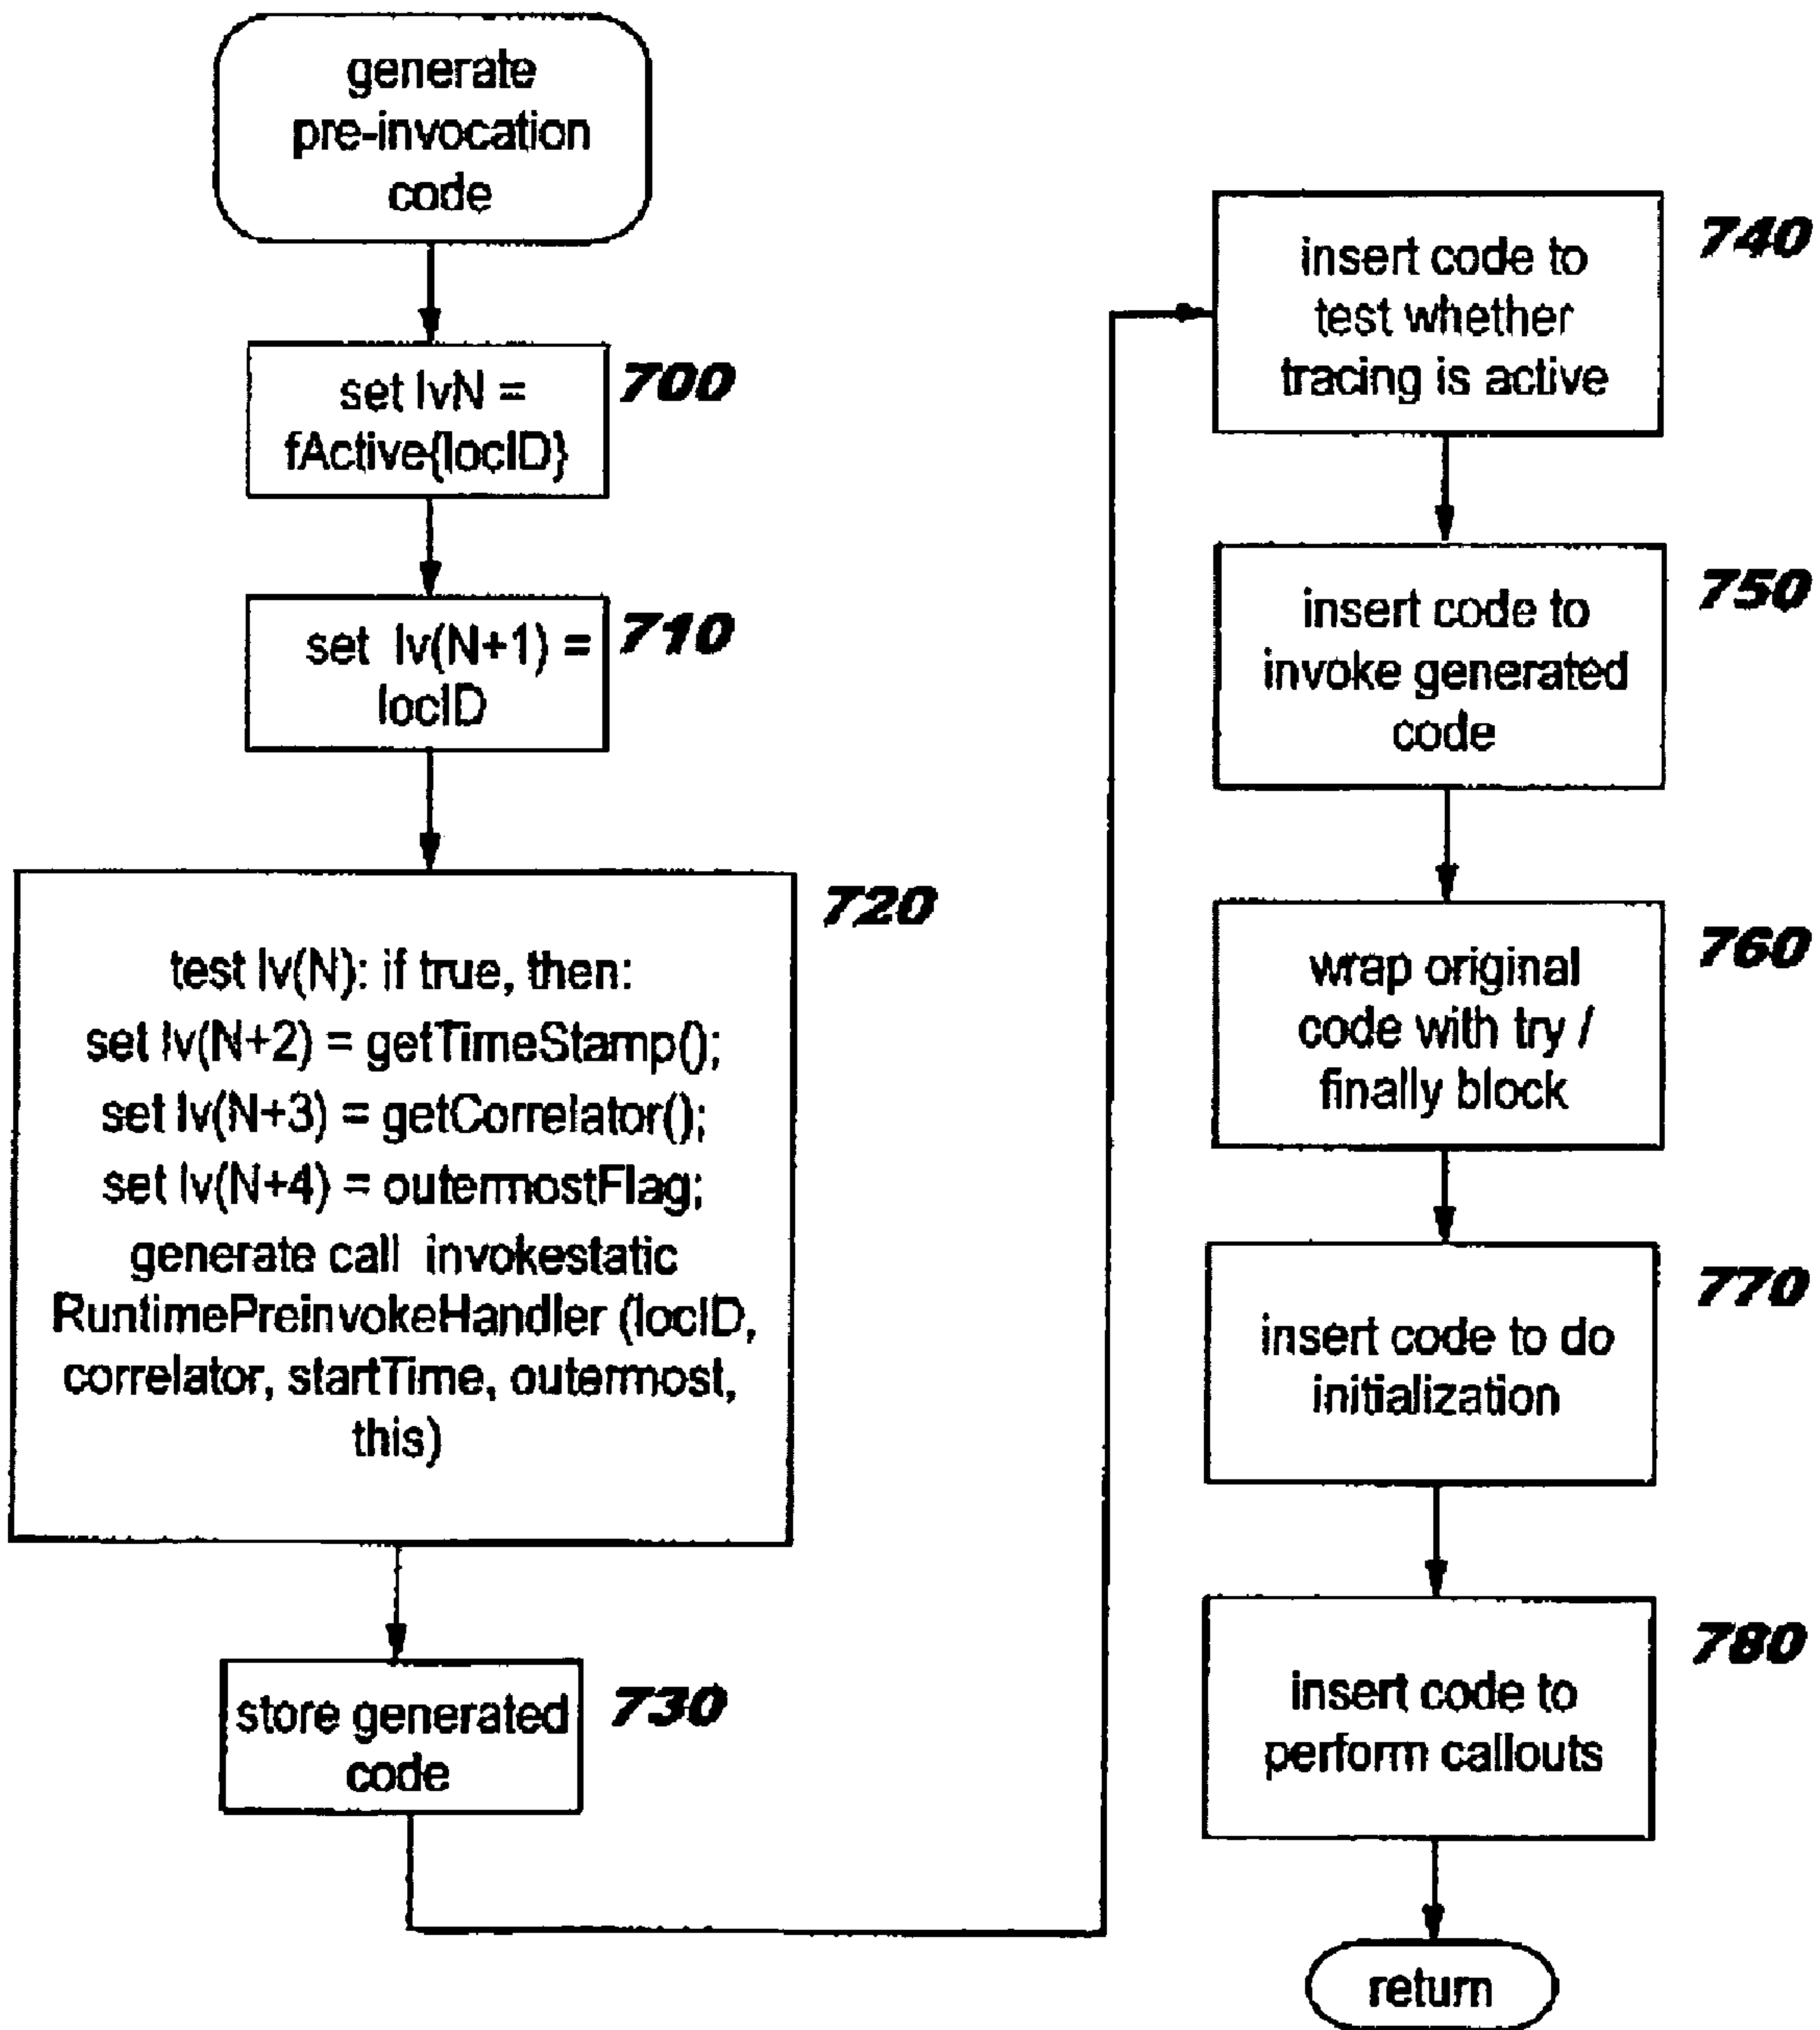 generate
pre-invocation
code
set lvN =
fActive{locID}
700
set lv(N+1) =
locID
710
720
test lv(N): if true, then:
set lv(N+2) = getTimeStamp();
set lv(N+3) = getCorrelator();
set lv(N+4) = outermostFlag;
generate call invokestatic
RuntimePreinvokeHandler (locID,
correlator, startTime, outermost,
this)
store generated
code
730
insert code to
test whether
tracing is active
740
insert code to
invoke generated
code
750
wrap original
code with try /
finally block
760
insert code to do
initialization
770
insert code to
perform callouts
780
return